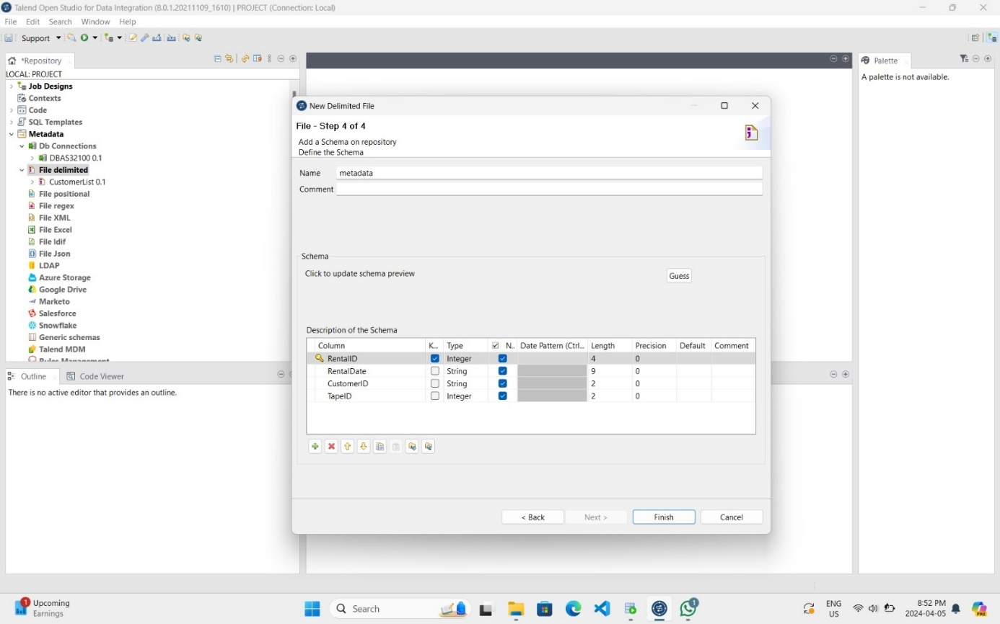 Talend Open Studio for Data Integration (8.0.1.20211109_1610) | PROJECT (Connection: Local)
File Edit Search Window Help
Support
*Repository
LOCAL: PROJECT
Job Designs
Contexts
Code
SQL Templates
Metadata
Db Connections
DBAS32100 0.1
File delimited
CustomerList 0.1
File positional
File regex
File XML
File Excel
File ldif
File Json
LDAP
Azure Storage
Google Drive
Marketo
Salesforce
Snowflake
Generic schemas
Talend MDM
Rules Management
Outline Code Viewer
There is no active editor that provides an outline.
New Delimited File
File - Step 4 of 4
Add a Schema on repository
Define the Schema
Name metadata
Comment
Schema
Click to update schema preview Guess
Description of the Schema
Column K... Type N.. Date Pattern (Ctrl... Length Precision Default Comment
RentalID Integer 4 0
RentalDate String 9 0
CustomerID String 2 0
TapeID Integer 2 0
< Back Next > Finish Cancel
Palette
A palette is not available.
1 Upcoming
Earnings
Search
1
ENG
US
8:52 PM
2024-04-05
PRE